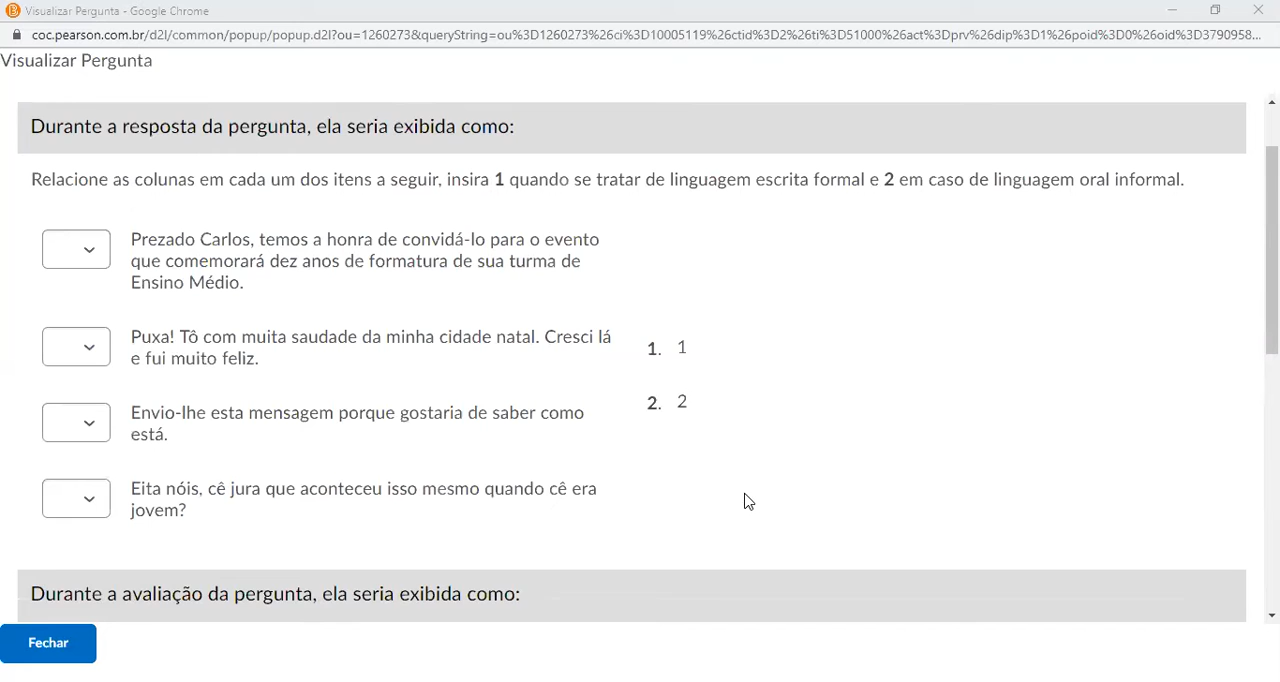 Visualizar Pergunta - Google Chrome
coc.pearson.com.br/d2l/common/popup/popup.d2l?ou=1260273&queryString=ou%3D1260273%26ci%3D10005119%26ctid%3D2%26ti%3D51000%26act%3Dprv%26dip%3D1%26poid%3D0%26oid%3D3790958...
Visualizar Pergunta
Durante a resposta da pergunta, ela seria exibida como:
Relacione as colunas em cada um dos itens a seguir, insira 1 quando se tratar de linguagem escrita formal e 2 em caso de linguagem oral informal.
Prezado Carlos, temos a honra de convidá-lo para o evento
que comemorará dez anos de formatura de sua turma de
Ensino Médio.
Puxa! Tô com muita saudade da minha cidade natal. Cresci lá
e fui muito feliz.
Envio-lhe esta mensagem porque gostaria de saber como
está.
Eita nóis, cê jura que aconteceu isso mesmo quando cê era
jovem?
1. 1
2. 2
Durante a avaliação da pergunta, ela seria exibida como:
Fechar